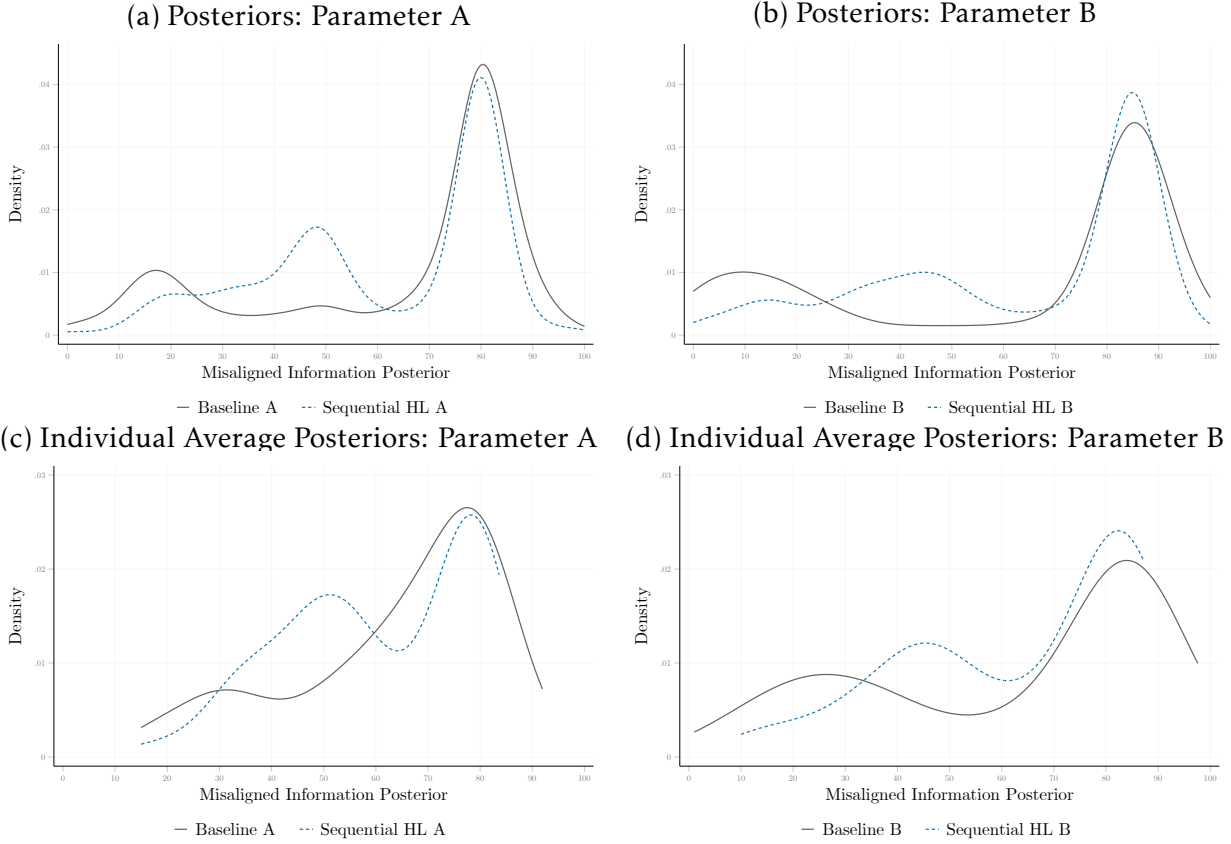 (a) Posteriors: Parameter A
.04
.03
.02
.01
0
Density
0 10 20 30 40 50 60 70 80 90 100
Misaligned Information Posterior
Baseline A Sequential HL A
(b) Posteriors: Parameter B
.04
.03
.02
.01
0
Density
0 10 20 30 40 50 60 70 80 90 100
Misaligned Information Posterior
Baseline B Sequential HL B
(c) Individual Average Posteriors: Parameter A
.03
.02
.01
0
Density
0 10 20 30 40 50 60 70 80 90 100
Misaligned Information Posterior
Baseline A Sequential HL A
(d) Individual Average Posteriors: Parameter B
.03
.02
.01
0
Density
0 10 20 30 40 50 60 70 80 90 100
Misaligned Information Posterior
Baseline B Sequential HL B